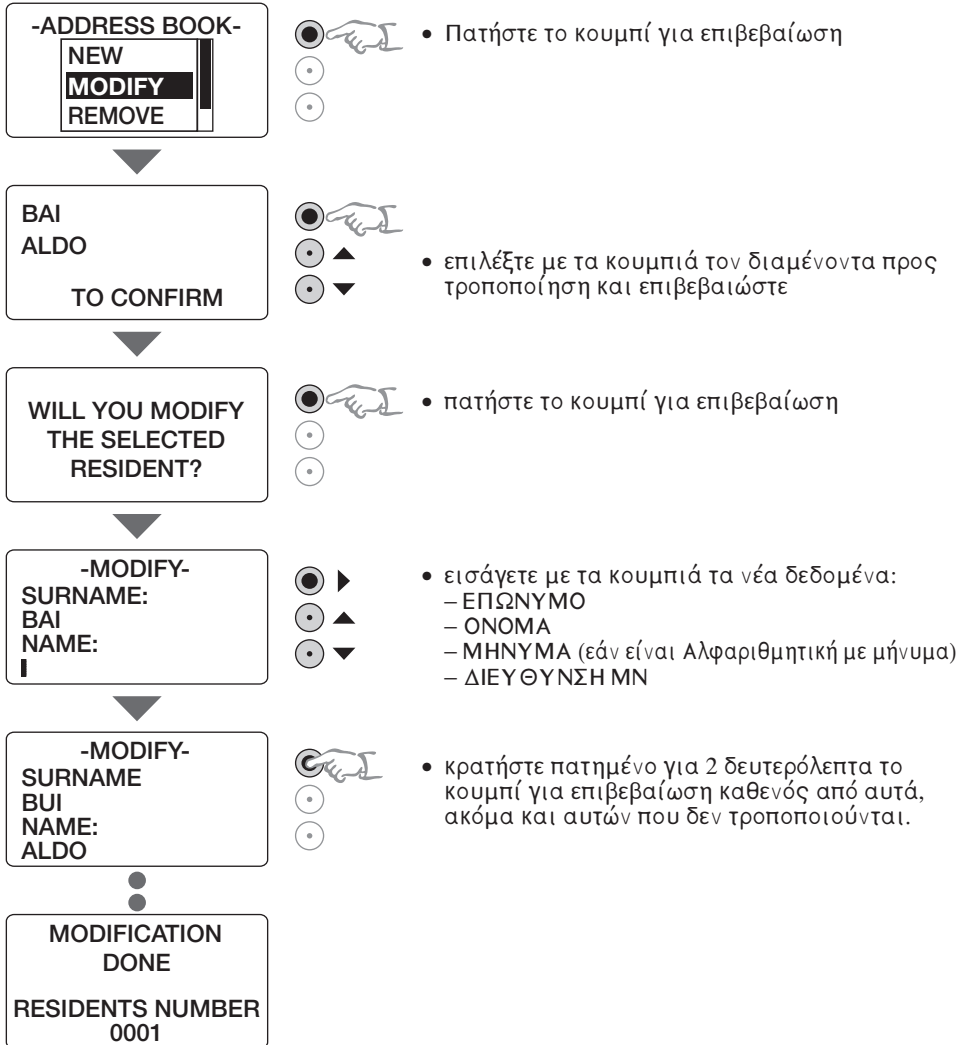 -ADDRESS BOOK-
NEW
MODIFY
REMOVE
• Πατήστε το κουμπί για επιβεβαίωση
BAI
ALDO
TO CONFIRM
• επιλέξτε με τα κουμπιά τον διαμένοντα προς
τροποποίηση και επιβεβαιώστε
WILL YOU MODIFY
THE SELECTED
RESIDENT?
• πατήστε το κουμπί για επιβεβαίωση
-MODIFY-
SURNAME:
BAI
NAME:
• εισάγετε με τα κουμπιά τα νέα δεδομένα:
– ΕΠΩΝΥΜΟ
– ΟΝΟΜΑ
– ΜΗΝΥΜΑ (εάν είναι Αλφαριθμητική με μήνυμα)
– ΔΙΕΥΘΥΝΣΗ ΜΝ
-MODIFY-
SURNAME
BUI
NAME:
ALDO
• κρατήστε πατημένο για 2 δευτερόλεπτα το
κουμπί για επιβεβαίωση καθενός από αυτά,
ακόμα και αυτών που δεν τροποποιούνται.
MODIFICATION
DONE
RESIDENTS NUMBER
0001